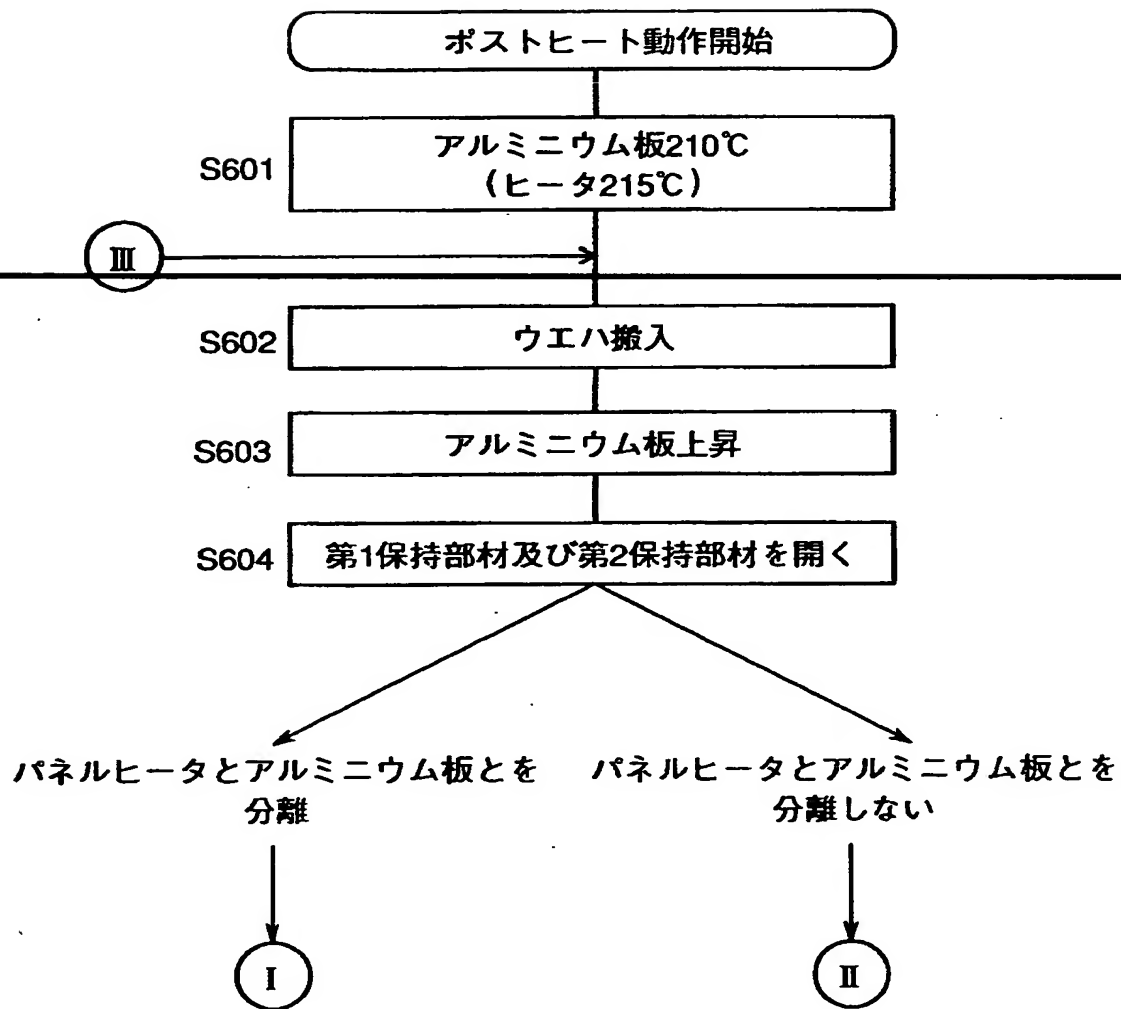 ポストヒート動作開始
S601
アルミニウム板210℃
(ヒータ215℃)
III
S602
ウエハ搬入
S603
アルミニウム板上昇
S604
第1保持部材及び第2保持部材を開く
パネルヒータとアルミニウム板とを
分離
パネルヒータとアルミニウム板とを
分離しない
I
II